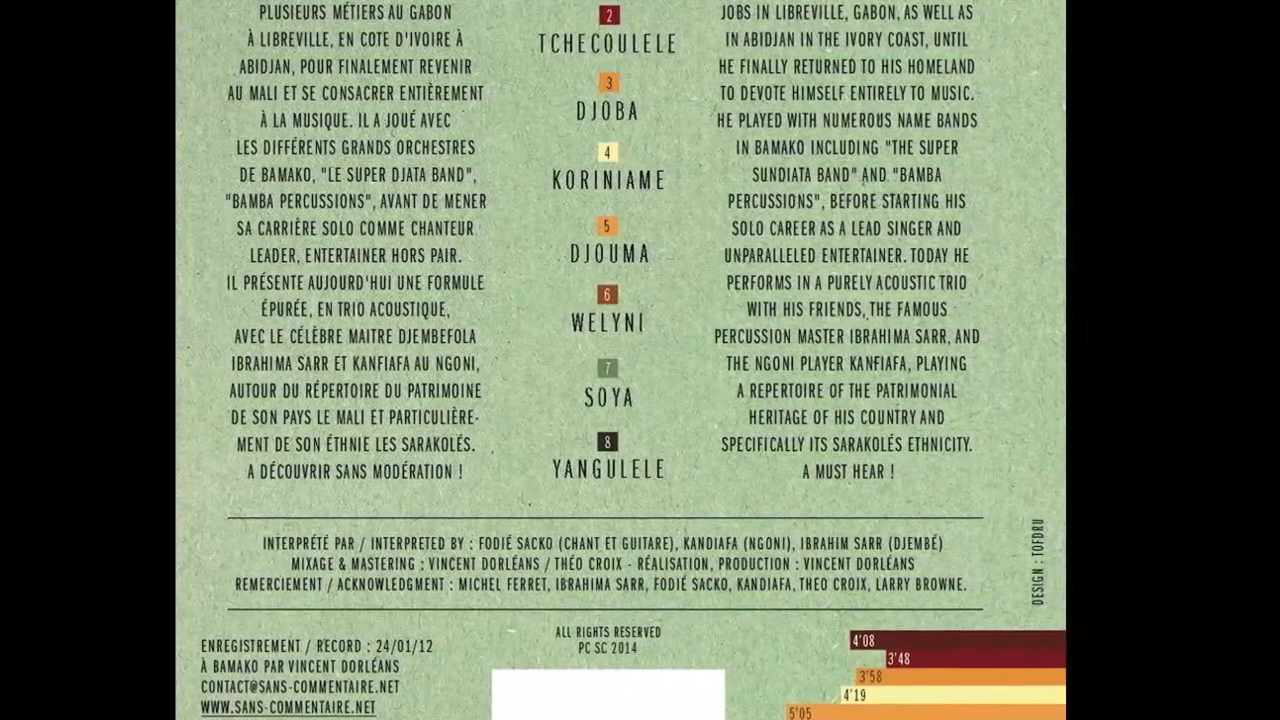 PLUSIEURS MÉTIERS AU GABON
À LIBREVILLE, EN COTE D'IVOIRE À
ABIDJAN, POUR FINALEMENT REVENIR
AU MALI ET SE CONSACRER ENTIÈREMENT
À LA MUSIQUE. IL A JOUÉ AVEC
LES DIFFÉRENTS GRANDS ORCHESTRES
DE BAMAKO, "LE SUPER DJATA BAND",
"BAMBA PERCUSSIONS", AVANT DE MENER
SA CARRIÈRE SOLO COMME CHANTEUR
LEADER, ENTERTAINER HORS PAIR.
IL PRÉSENTE AUJOURD'HUI UNE FORMULE
ÉPURÉE, EN TRIO ACOUSTIQUE,
AVEC LE CÉLÈBRE MAITRE DJEMBEFOLA
IBRAHIMA SARR ET KANFIAFA AU NGONI,
AUTOUR DU RÉPERTOIRE DU PATRIMOINE
DE SON PAYS LE MALI ET PARTICULIÈRE-
MENT DE SON ÉTHNIE LES SARAKOLÉS.
A DÉCOUVRIR SANS MODÉRATION !
2
TCHECOULELE
3
DJOBA
4
KORINIAME
5
DJOUMA
6
WELYNI
7
SOYA
8
YANGULELE
JOBS IN LIBREVILLE, GABON, AS WELL AS
IN ABIDJAN IN THE IVORY COAST, UNTIL
HE FINALLY RETURNED TO HIS HOMELAND
TO DEVOTE HIMSELF ENTIRELY TO MUSIC.
HE PLAYED WITH NUMEROUS NAME BANDS
IN BAMAKO INCLUDING "THE SUPER
SUNDIATA BAND" AND "BAMBA
PERCUSSIONS", BEFORE STARTING HIS
SOLO CAREER AS A LEAD SINGER AND
UNPARALLELED ENTERTAINER. TODAY HE
PERFORMS IN A PURELY ACOUSTIC TRIO
WITH HIS FRIENDS, THE FAMOUS
PERCUSSION MASTER IBRAHIMA SARR, AND
THE NGONI PLAYER KANFIAFA, PLAYING
A REPERTOIRE OF THE PATRIMONIAL
HERITAGE OF HIS COUNTRY AND
SPECIFICALLY ITS SARAKOLÉS ETHNICITY.
A MUST HEAR !
INTERPRÉTÉ PAR / INTERPRETED BY : FODIÉ SACKO (CHANT ET GUITARE), KANDIAFA (NGONI), IBRAHIM SARR (DJEMBÉ)
MIXAGE & MASTERING : VINCENT DORLÉANS / THÉO CROIX - RÉALISATION, PRODUCTION : VINCENT DORLÉANS
REMERCIEMENT / ACKNOWLEDGMENT : MICHEL FERRET, IBRAHIMA SARR, FODIÉ SACKO, KANDIAFA, THEO CROIX, LARRY BROWNE.
DESIGN : TOFDRU
ENREGISTREMENT / RECORD : 24/01/12
À BAMAKO PAR VINCENT DORLÉANS
CONTACT@SANS-COMMENTAIRE.NET
WWW.SANS-COMMENTAIRE.NET
ALL RIGHTS RESERVED
PC SC 2014
4'08
3'48
3'58
4'19
5'05